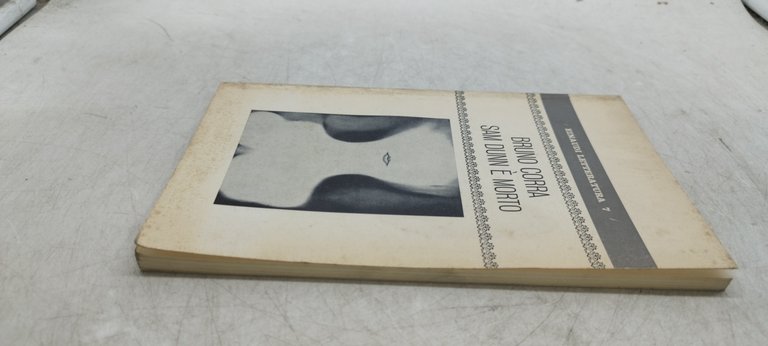 EINAUDI LETTERATURA 7
BRUNO CORRA
SAM DUNN È MORTO